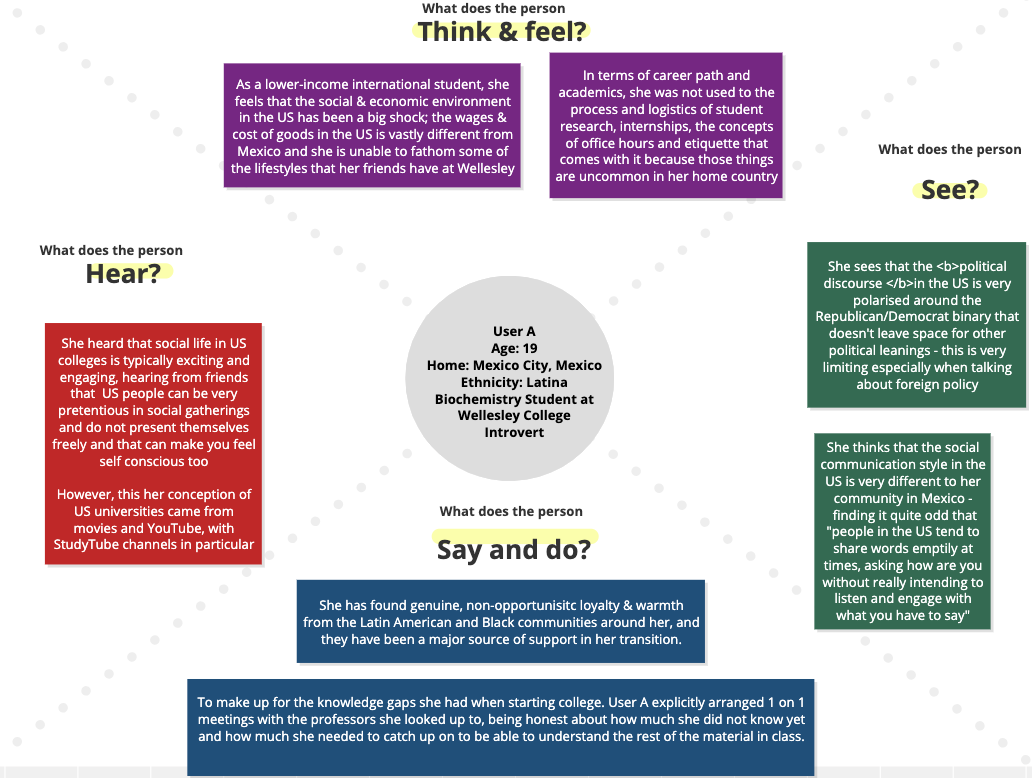 What does the person
Think & feel?
As a lower-income international student, she
feels that the social & economic environment
in the US has been a big shock; the wages &
cost of goods in the US is vastly different from
Mexico and she is unable to fathom some of
the lifestyles that her friends have at Wellesley
In terms of career path and
academics, she was not used to the
process and logistics of student
research, internships, the concepts
of office hours and etiquette that
comes with it because those things
are uncommon in her home country
What does the person
See?
She sees that the <b>political
discourse </b>in the US is very
polarised around the
Republican/Democrat binary that
doesn't leave space for other
political leanings - this is very
limiting especially when talking
about foreign policy
She thinks that the social
communication style in the
US is very different to her
community in Mexico -
finding it quite odd that
"people in the US tend to
share words emptily at
times, asking how are you
without really intending to
listen and engage with
what you have to say"
What does the person
Hear?
She heard that social life in US
colleges is typically exciting and
engaging, hearing from friends
that  US people can be very
pretentious in social gatherings
and do not present themselves
freely and that can make you feel
self conscious too
However, this her conception of
US universities came from
movies and YouTube, with
StudyTube channels in particular
User A
Age: 19
Home: Mexico City, Mexico
Ethnicity: Latina
Biochemistry Student at
Wellesley College
Introvert
What does the person
Say and do?
She has found genuine, non-opportunisitc loyalty & warmth
from the Latin American and Black communities around her, and
they have been a major source of support in her transition.
To make up for the knowledge gaps she had when starting college. User A explicitly arranged 1 on 1
meetings with the professors she looked up to, being honest about how much she did not know yet
and how much she needed to catch up on to be able to understand the rest of the material in class.